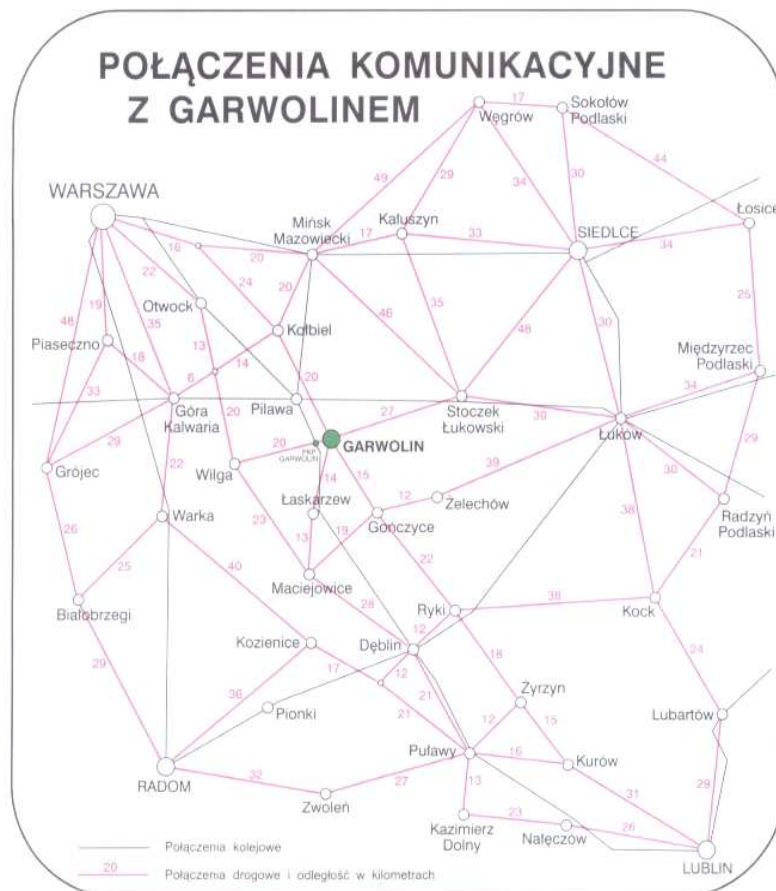 POŁĄCZENIA KOMUNIKACYJNE
Z GARWOLINEM
17
Węgrów
Sokołów
Podlaski
WARSZAWA
49
29
34
30
44
Mińsk
Mazowiecki
Kałuszyn
SIEDLCE
Łosice
16
20
17
33
34
22
24
20
Otwock
48
19
35
46
35
48
30
25
Piaseczno
Kołbiel
13
14
18
6
33
20
Międzyrzec
Podlaski
34
Góra
Kalwaria
Pilawa
20
27
Stoczek
Łukowski
30
Łuków
29
20
GARWOLIN
PKP
GARWOLIN
39
30
29
Grójec
22
Wilga
14
15
12
Żelechów
38
Łaskarzew
Gończyce
Radzyń
Podlaski
Warka
23
13
19
26
25
40
22
21
Maciejowice
28
Ryki
38
Kock
Białobrzegi
Kozienice
Dęblin
12
18
24
17
12
29
36
21
21
Żyrzyn
Pionki
12
15
Lubartów
Puławy
16
Kurów
RADOM
32
27
13
31
29
Zwoleń
Kazimierz
Dolny
23
Nałęczów
26
LUBLIN
Połączenia kolejowe
20
Połączenia drogowe i odległość w kilometrach